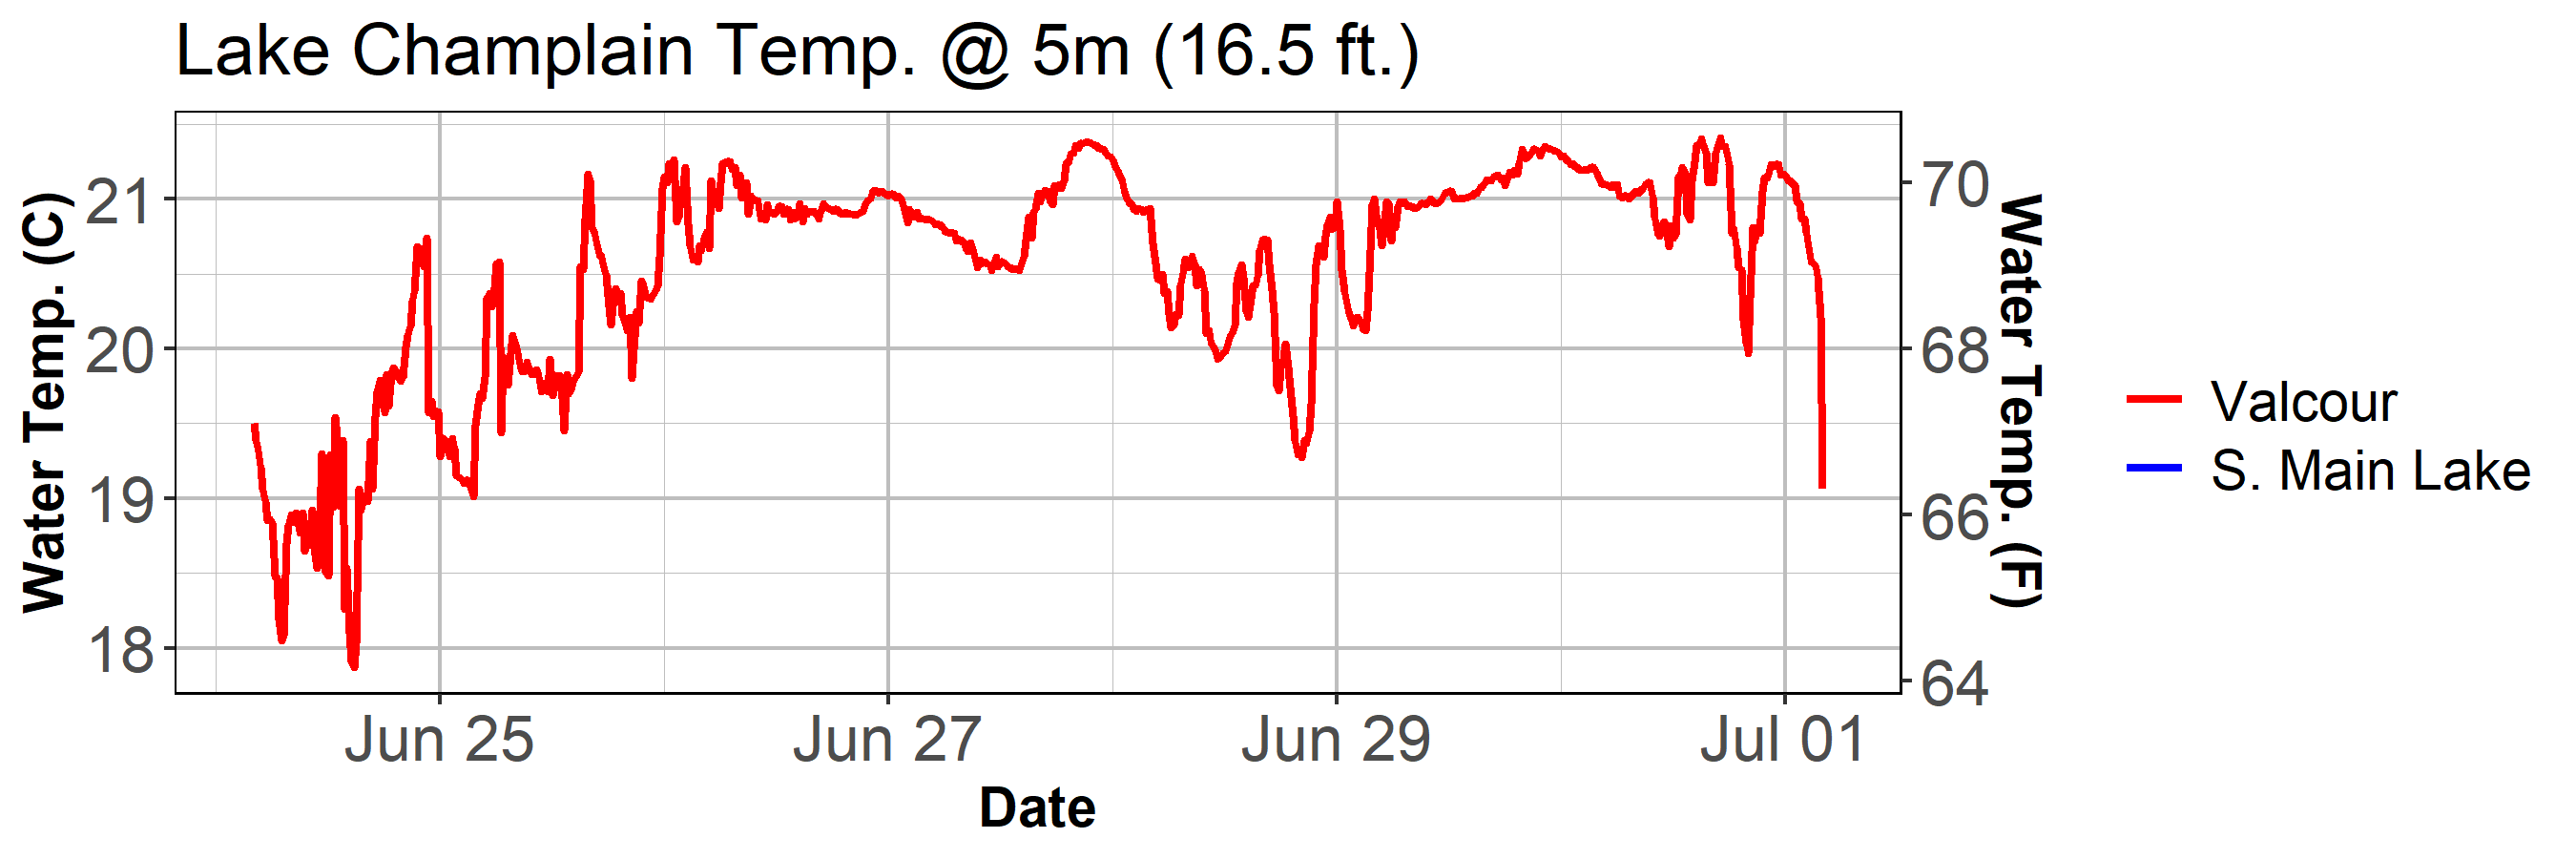 Lake Champlain Temp. @ 5m (16.5 ft.)
Water Temp. (C)
21
20
19
18
70
68
66
64
Water Temp. (F)
Jun 25
Jun 27
Jun 29
Jul 01
Date
Valcour
S. Main Lake